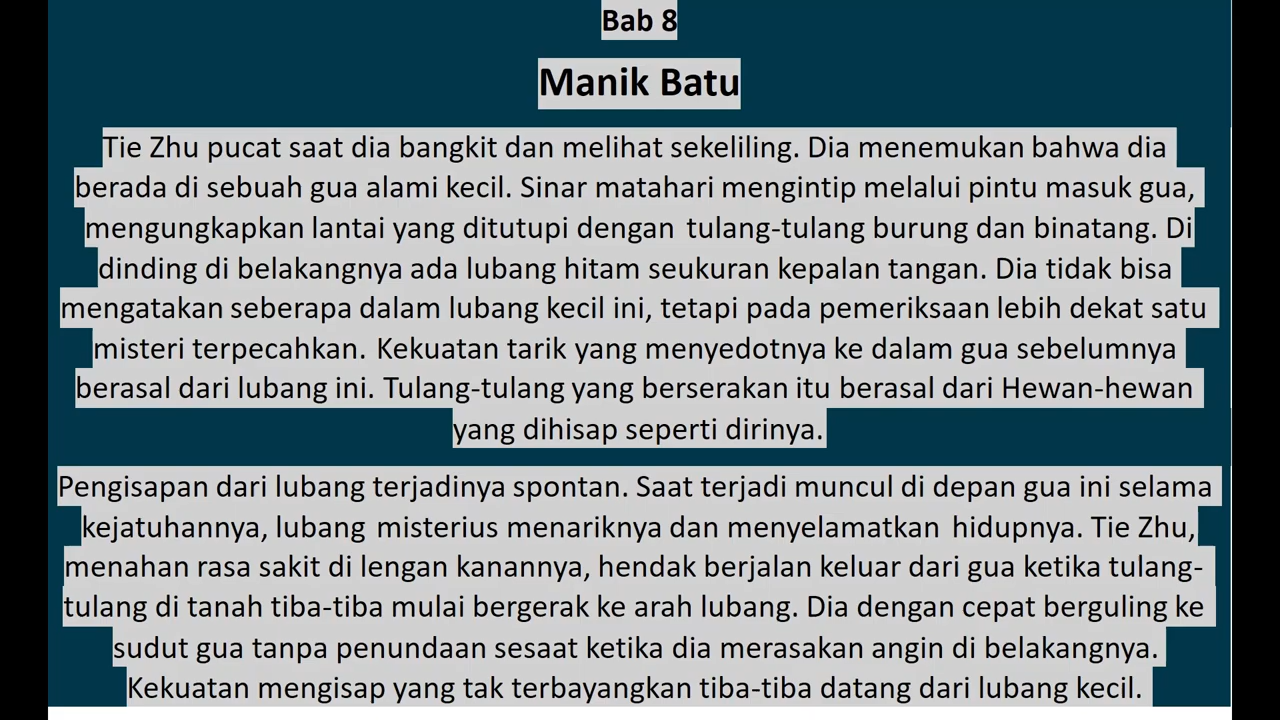 Bab 8
Manik Batu
Tie Zhu pucat saat dia bangkit dan melihat sekeliling. Dia menemukan bahwa dia
berada di sebuah gua alami kecil. Sinar matahari mengintip melalui pintu masuk gua,
mengungkapkan lantai yang ditutupi dengan tulang-tulang burung dan binatang. Di
dinding di belakangnya ada lubang hitam seukuran kepalan tangan. Dia tidak bisa
mengatakan seberapa dalam lubang kecil ini, tetapi pada pemeriksaan lebih dekat satu
misteri terpecahkan. Kekuatan tarik yang menyedotnya ke dalam gua sebelumnya
berasal dari lubang ini. Tulang-tulang yang berserakan itu berasal dari Hewan-hewan
yang dihisap seperti dirinya.
Pengisapan dari lubang terjadinya spontan. Saat terjadi muncul di depan gua ini selama
kejatuhannya, lubang misterius menariknya dan menyelamatkan hidupnya. Tie Zhu,
menahan rasa sakit di lengan kanannya, hendak berjalan keluar dari gua ketika tulang-
tulang di tanah tiba-tiba mulai bergerak ke arah lubang. Dia dengan cepat berguling ke
sudut gua tanpa penundaan sesaat ketika dia merasakan angin di belakangnya.
Kekuatan mengisap yang tak terbayangkan tiba-tiba datang dari lubang kecil.